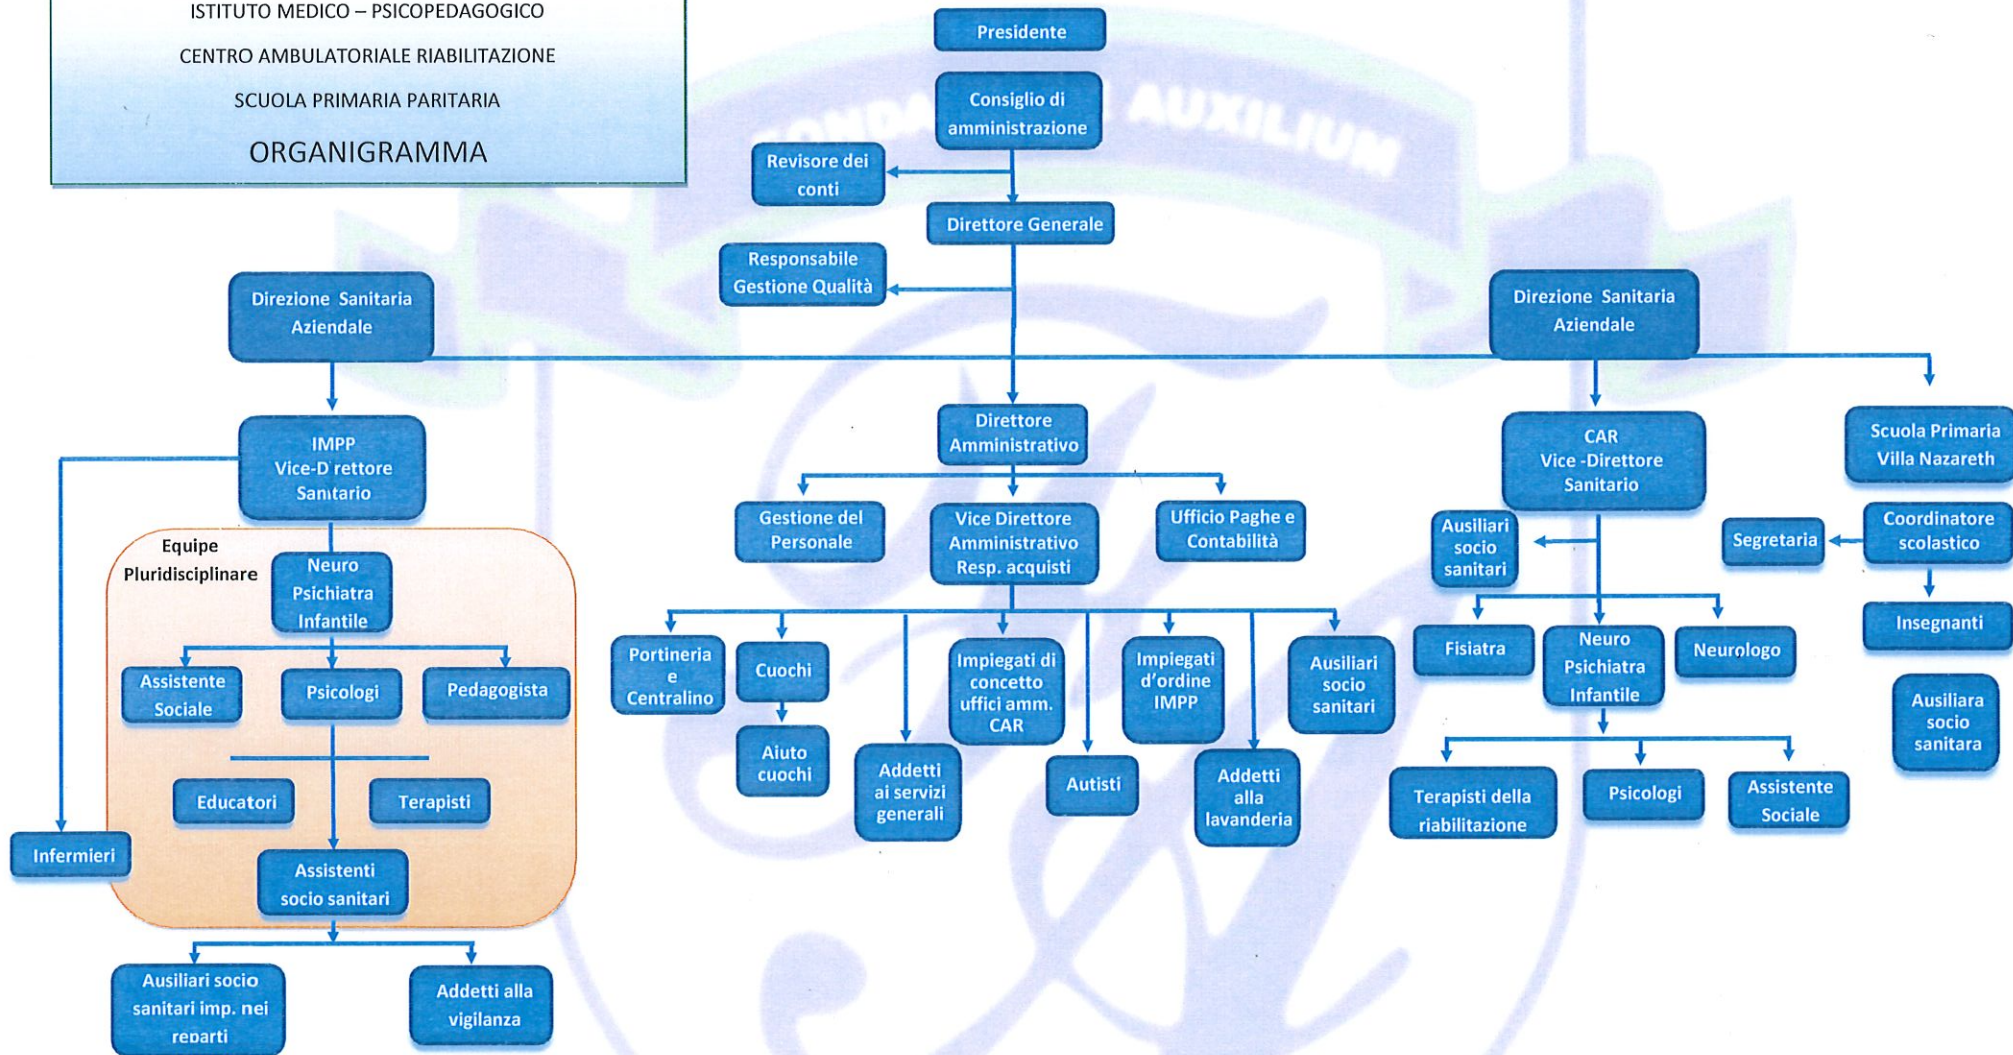 ISTITUTO MEDICO – PSICOPEDAGOGICO
CENTRO AMBULATORIALE RIABILITAZIONE
SCUOLA PRIMARIA PARITARIA
ORGANIGRAMMA
Presidente
Consiglio di
amministrazione
AUXILIUM
Revisore dei
conti
Direttore Generale
Responsabile
Gestione Qualità
Direzione Sanitaria
Aziendale
Direzione Sanitaria
Aziendale
IMPP
Vice-D rettore
Sanitario
Direttore
Amministrativo
CAR
Vice -Direttore
Sanitario
Scuola Primaria
Villa Nazareth
Gestione del
Personale
Vice Direttore
Amministrativo
Resp. acquisti
Ufficio Paghe e
Contabilità
Ausiliari
socio
sanitari
Segretaria
Coordinatore
scolastico
Equipe
Pluridisciplinare
Neuro
Psichiatra
Infantile
Assistente
Sociale
Psicologi
Pedagogista
Portineria
e
Centralino
Cuochi
Impiegati di
concetto
uffici amm.
CAR
Impiegati
d’ordine
IMPP
Ausiliari
socio
sanitari
Fisiatra
Neuro
Psichiatra
Infantile
Neurologo
Insegnanti
Ausiliara
socio
sanitara
Aiuto
cuochi
Addetti
ai servizi
generali
Autisti
Addetti
alla
lavanderia
Educatori
Terapisti
Terapisti della
riabilitazione
Psicologi
Assistente
Sociale
Infermieri
Assistenti
socio sanitari
Ausiliari socio
sanitari imp. nei
reparti
Addetti alla
vigilanza